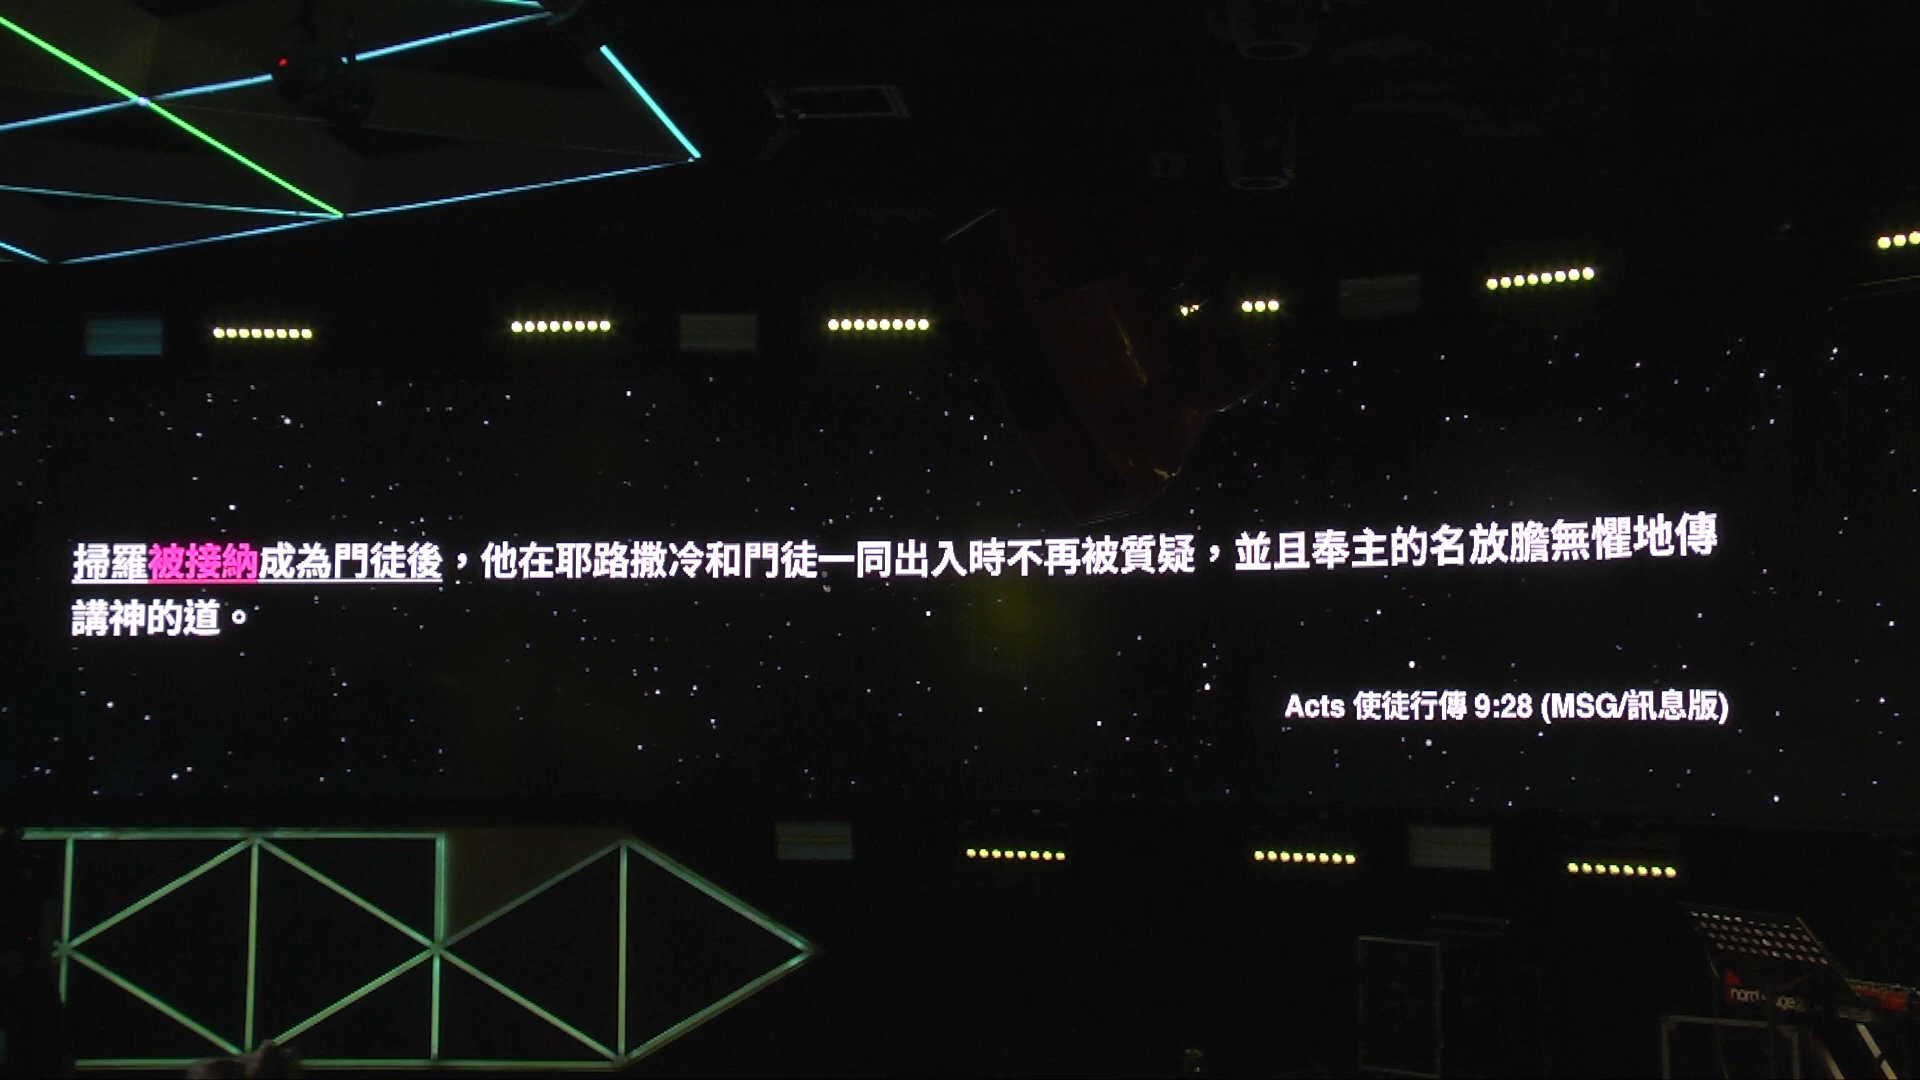 掃羅被接納成為門徒後，他在耶路撒冷和門徒一同出入時不再被質疑，並且奉主的名放膽無懼地傳
講神的道。
Acts 使徒行傳 9:28 (MSG/訊息版)